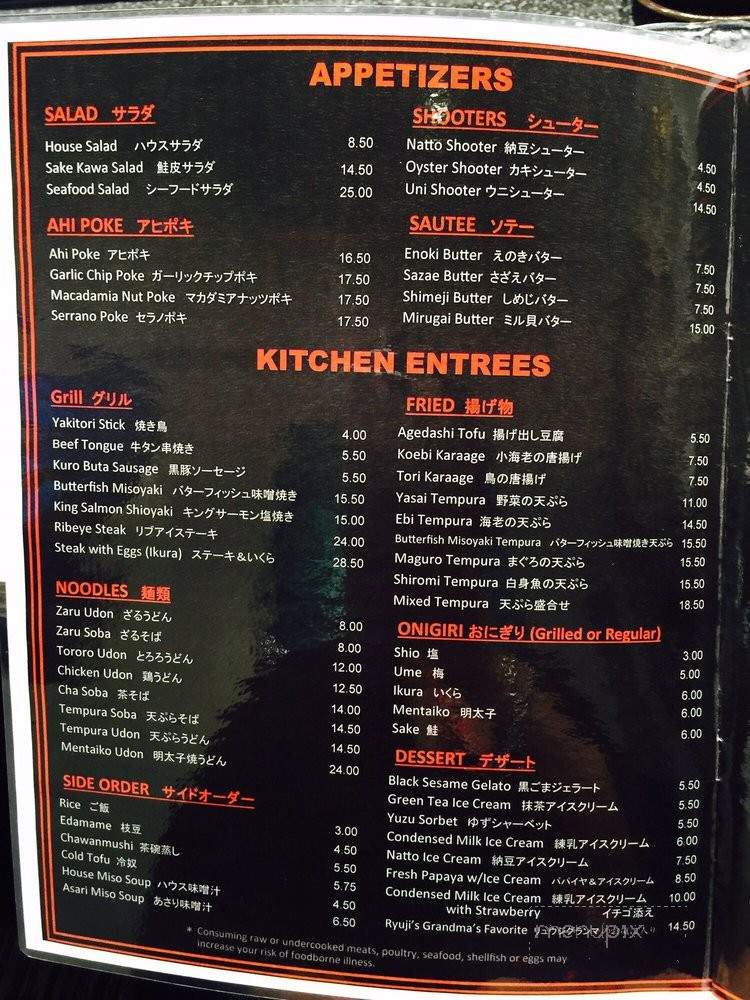 APPETIZERS
SALAD サラダ
House Salad ハウスサラダ 8.50
Sake Kawa Salad 鮭皮サラダ 14.50
Seafood Salad シーフードサラダ 25.00
AHI POKE アヒポキ
Ahi Poke アヒポキ 16.50
Garlic Chip Poke ガーリックチップポキ 17.50
Macadamia Nut Poke マカダミアナッツポキ 17.50
Serrano Poke セラノポキ 17.50
SHOOTERS シューター
Natto Shooter 納豆シューター 4.50
Oyster Shooter カキシューター 4.50
Uni Shooter ウニシューター 14.50
SAUTEE ソテー
Enoki Butter えのきバター 7.50
Sazae Butter さざえバター 7.50
Shimeji Butter しめじバター 7.50
Mirugai Butter ミル貝バター 15.00
KITCHEN ENTREES
Grill グリル
Yakitori Stick 焼き鳥 4.00
Beef Tongue 牛タン串焼き 5.50
Kuro Buta Sausage 黒豚ソーセージ 5.50
Butterfish Misoyaki バターフィッシュ味噌焼き 15.50
King Salmon Shioyaki キングサーモン塩焼き 15.00
Ribeye Steak リブアイステーキ 24.00
Steak with Eggs (Ikura) ステーキ＆いくら 28.50
NOODLES 麺類
Zaru Udon ざるうどん 8.00
Zaru Soba ざるそば 8.00
Tororo Udon とろろうどん 12.00
Chicken Udon 鶏うどん 12.50
Cha Soba 茶そば 14.00
Tempura Soba 天ぷらそば 14.50
Tempura Udon 天ぷらうどん 14.50
Mentaiko Udon 明太子焼うどん 24.00
SIDE ORDER サイドオーダー
Rice ご飯 3.00
Edamame 枝豆 4.50
Chawanmushi 茶碗蒸し 5.50
Cold Tofu 冷奴 5.75
House Miso Soup ハウス味噌汁 4.50
Asari Miso Soup あさり味噌汁 6.50
FRIED 揚げ物
Agedashi Tofu 揚げ出し豆腐 5.50
Koebi Karaage 小海老の唐揚げ 7.50
Tori Karaage 鳥の唐揚げ 7.50
Yasai Tempura 野菜の天ぷら 11.00
Ebi Tempura 海老の天ぷら 14.50
Butterfish Misoyaki Tempura バターフィッシュ味噌焼き天ぷら 15.50
Maguro Tempura まぐろの天ぷら 15.50
Shiromi Tempura 白身魚の天ぷら 15.50
Mixed Tempura 天ぷら盛合せ 18.50
ONIGIRI おにぎり (Grilled or Regular)
Shio 塩 3.00
Ume 梅 5.00
Ikura いくら 6.00
Mentaiko 明太子 6.00
Sake 鮭 6.00
DESSERT デザート
Black Sesame Gelato 黒ごまジェラート 5.50
Green Tea Ice Cream 抹茶アイスクリーム 5.50
Yuzu Sorbet ゆずシャーベット 5.50
Condensed Milk Ice Cream 練乳アイスクリーム 6.00
Natto Ice Cream 納豆アイスクリーム 7.50
Fresh Papaya w/Ice Cream パパイヤ＆アイスクリーム 8.50
Condensed Milk Ice Cream 練乳アイスクリーム 10.00
with Strawberry イチゴ添え
Ryuji's Grandma's Favorite 14.50
menupix
* Consuming raw or undercooked meats, poultry, seafood, shellfish or eggs may
increase your risk of foodborne illness.